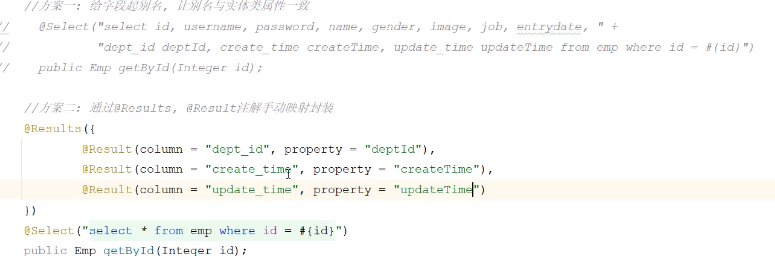 //方案一: 给字段起别名, 让别名与实体类属性一致
// @Select("select id, username, password, name, gender, image, job, entrydate, " +
// "dept_id deptId, create_time createTime, update_time updateTime from emp where id = #{id}")
// public Emp getById(Integer id);
//方案二: 通过@Results, @Result注解手动映射封装
@Results({
@Result(column = "dept_id", property = "deptId"),
@Result(column = "create_time", property = "createTime"),
@Result(column = "update_time", property = "updateTime")
})
@Select("select * from emp where id = #{id}")
public Emp getById(Integer id);